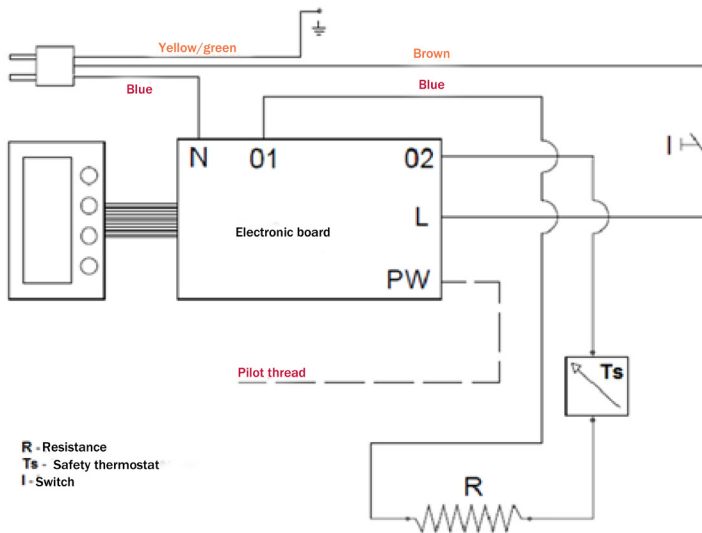 Yellow/green
Brown
Blue
Blue
N
01
02
I
Electronic board
L
PW
Pilot thread
Ts
R - Resistance
Ts - Safety thermostat
I - Switch
R